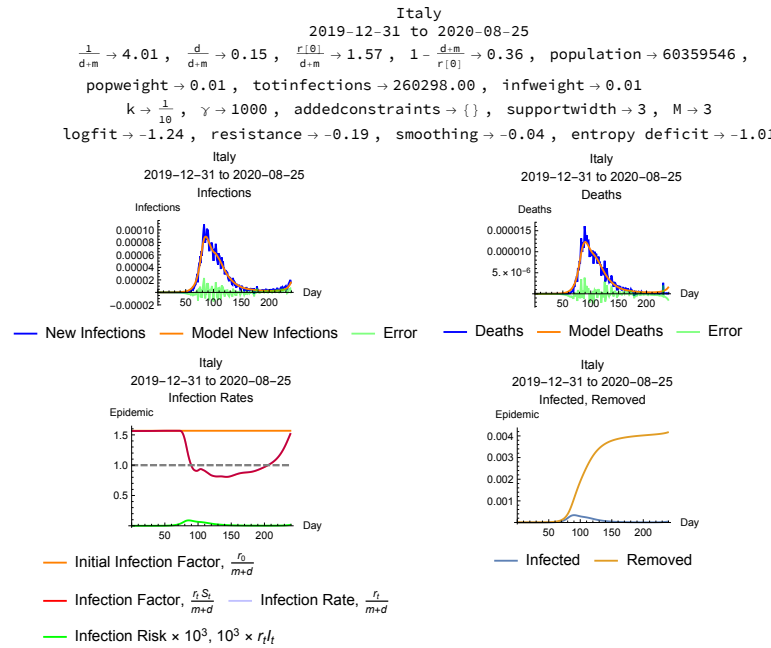 Italy
2019-12-31 to 2020-08-25
1/(d+m) → 4.01 , d/(d+m) → 0.15 , r[0]/(d+m) → 1.57 , 1 - (d+m)/r[0] → 0.36 , population → 60359546 ,
popweight → 0.01 , totinfections → 260298.00 , infweight → 0.01
k → 1/10 , γ → 1000 , addedconstraints → {} , supportwidth → 3 , M → 3
logfit → -1.24 , resistance → -0.19 , smoothing → -0.04 , entropy deficit → -1.01
Italy
2019-12-31 to 2020-08-25
Infections
Infections
0.00010
0.00008
0.00006
0.00004
0.00002
-0.00002
50 100 150 200
Day
New Infections Model New Infections Error
Italy
2019-12-31 to 2020-08-25
Deaths
Deaths
0.000015
0.000010
5. × 10⁻⁶
50 100 150 200
Day
Deaths Model Deaths Error
Italy
2019-12-31 to 2020-08-25
Infection Rates
Epidemic
1.5
1.0
0.5
50 100 150 200
Day
Initial Infection Factor, r₀/(m+d)
Infection Factor, rₜ Sₜ/(m+d) Infection Rate, rₜ/(m+d)
Infection Risk × 10³, 10³ × rₜIₜ
Italy
2019-12-31 to 2020-08-25
Infected, Removed
Epidemic
0.004
0.003
0.002
0.001
50 100 150 200
Day
Infected Removed